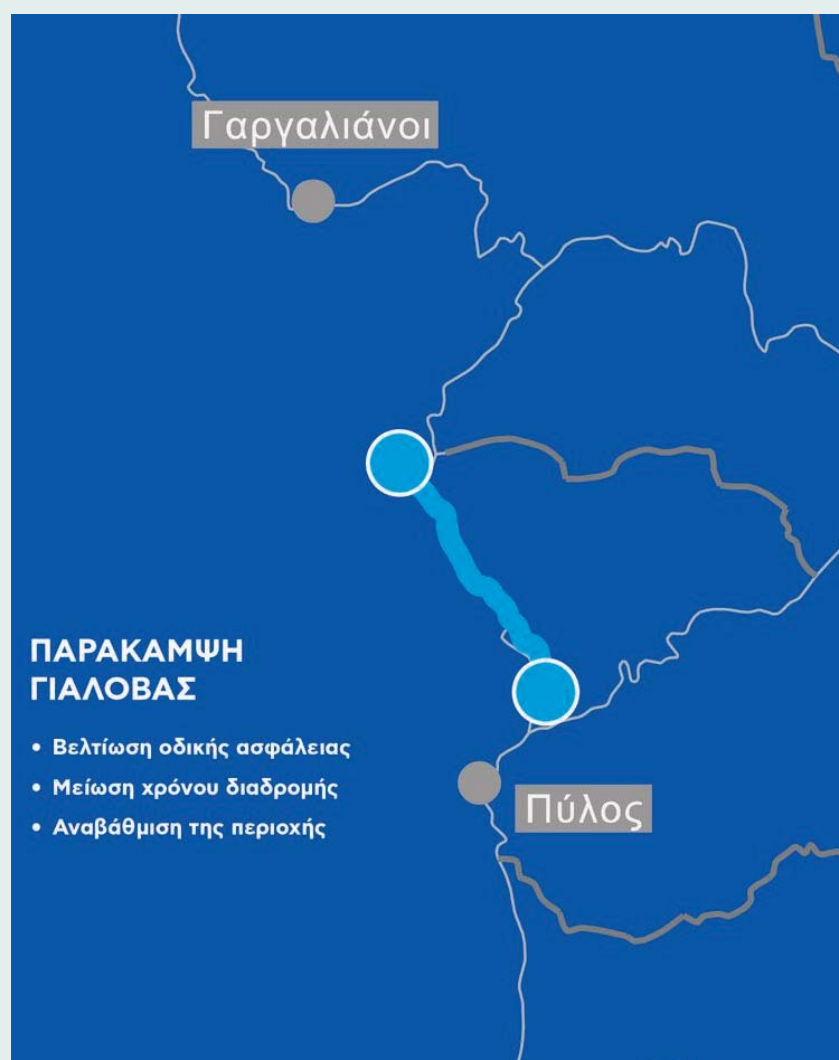 Γαργαλιάνοι
ΠΑΡΑΚΑΜΨΗ
ΓΙΑΛΟΒΑΣ
• Βελτίωση οδικής ασφάλειας
• Μείωση χρόνου διαδρομής
• Αναβάθμιση της περιοχής
Πύλος